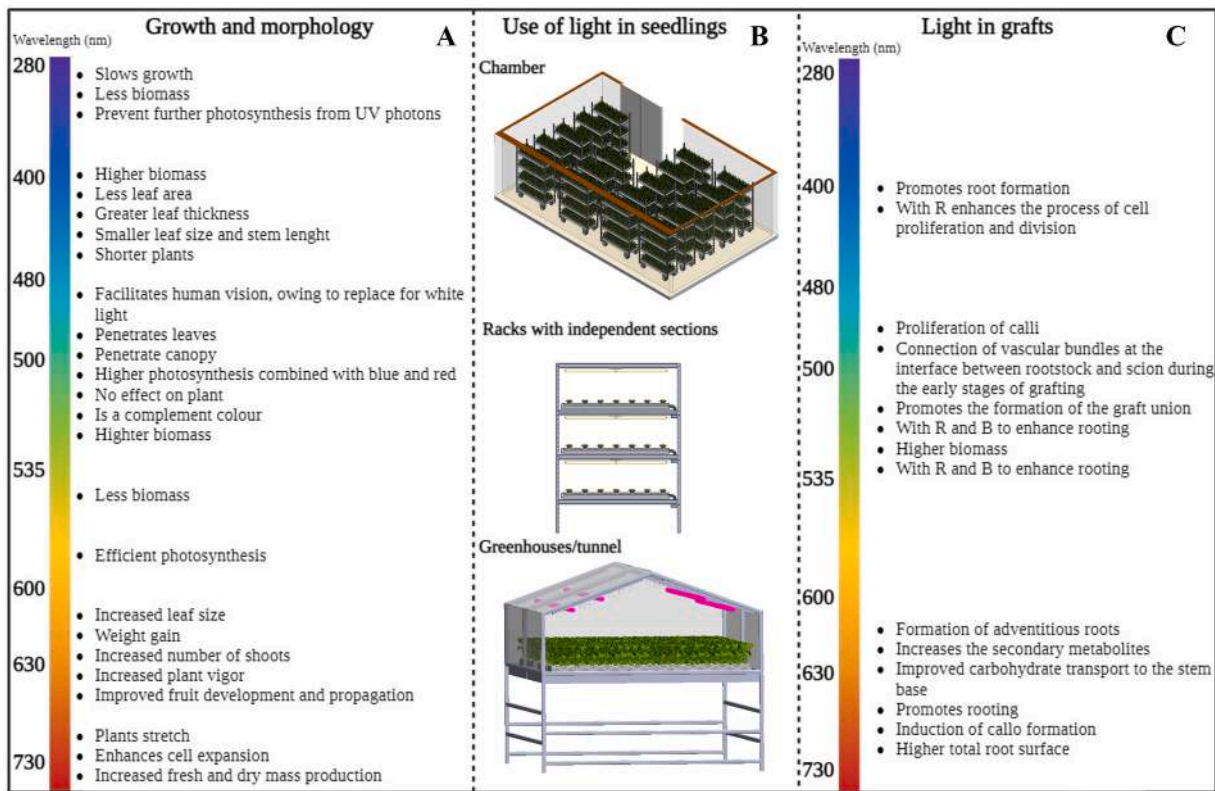 Growth and morphology
A
Wavelength (nm)
280
Slows growth
Less biomass
Prevent further photosynthesis from UV photons
400
Higher biomass
Less leaf area
Greater leaf thickness
Smaller leaf size and stem lenght
Shorter plants
480
Facilitates human vision, owing to replace for white
light
Penetrates leaves
Penetrate canopy
500
Higher photosynthesis combined with blue and red
No effect on plant
Is a complement colour
Highter biomass
535
Less biomass
Efficient photosynthesis
600
Increased leaf size
Weight gain
Increased number of shoots
630
Increased plant vigor
Improved fruit development and propagation
Plants stretch
Enhances cell expansion
730
Increased fresh and dry mass production
Use of light in seedlings
B
Chamber
Racks with independent sections
Greenhouses/tunnel
Light in grafts
C
Wavelength (nm)
280
400
Promotes root formation
With R enhances the process of cell
proliferation and division
480
Proliferation of calli
Connection of vascular bundles at the
interface between rootstock and scion during
500
the early stages of grafting
Promotes the formation of the graft union
With R and B to enhance rooting
Higher biomass
With R and B to enhance rooting
535
600
Formation of adventitious roots
Increases the secondary metabolites
Improved carbohydrate transport to the stem
630
base
Promotes rooting
Induction of callo formation
Higher total root surface
730